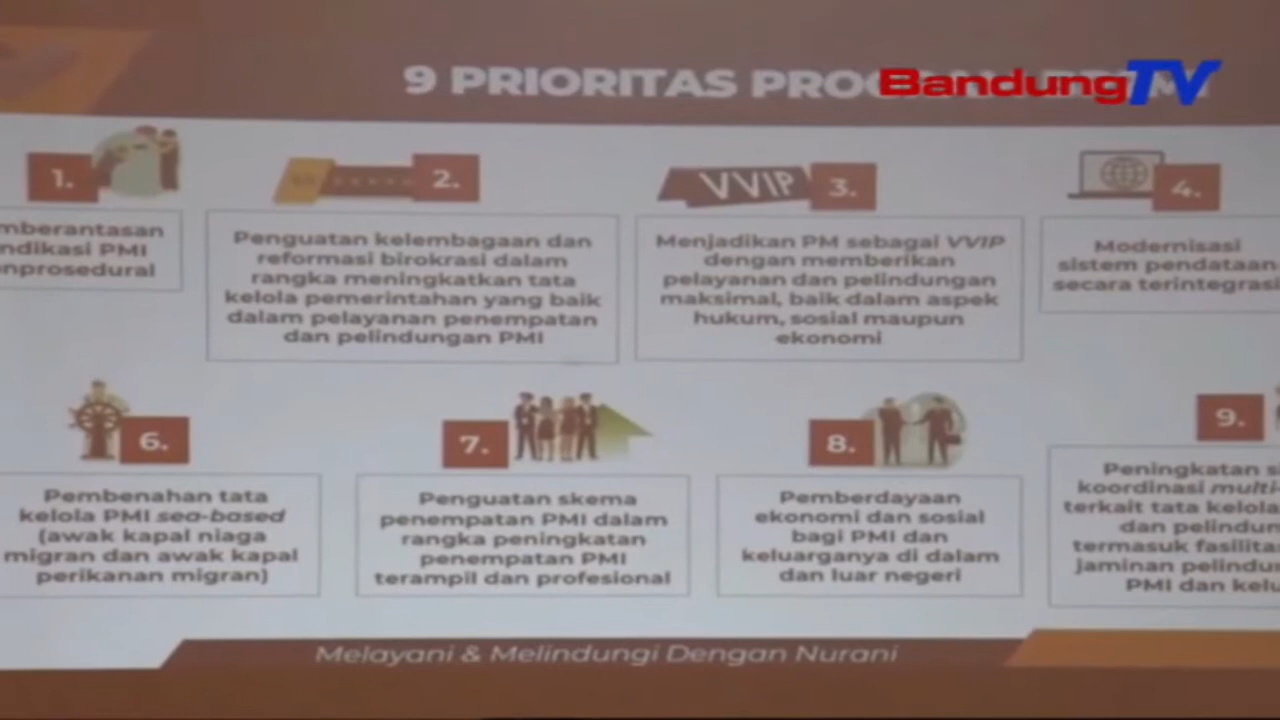 9 PRIORITAS
BandungTV
1.
mberantasan
ndikasi PMI
nprosedural
2.
Penguatan kelembagaan dan
reformasi birokrasi dalam
rangka meningkatkan tata
kelola pemerintahan yang baik
dalam pelayanan penempatan
dan pelindungan PMI
VVIP
3.
Menjadikan PM sebagai VVIP
dengan memberikan
pelayanan dan pelindungan
maksimal, baik dalam aspek
hukum, sosial maupun
ekonomi
4.
Modernisasi
sistem pendataan
secara terintegrasi
6.
Pembenahan tata
kelola PMI sea-based
(awak kapal niaga
migran dan awak kapal
perikanan migran)
7.
Penguatan skema
penempatan PMI dalam
rangka peningkatan
penempatan PMI
terampil dan profesional
8.
Pemberdayaan
ekonomi dan sosial
bagi PMI dan
keluarganya di dalam
dan luar negeri
9.
Peningkatan s
koordinasi multi-
terkait tata kelola
dan pelindun
termasuk fasilita
jaminan pelindu
PMI dan kelu
Melayani & Melindungi Dengan Nurani